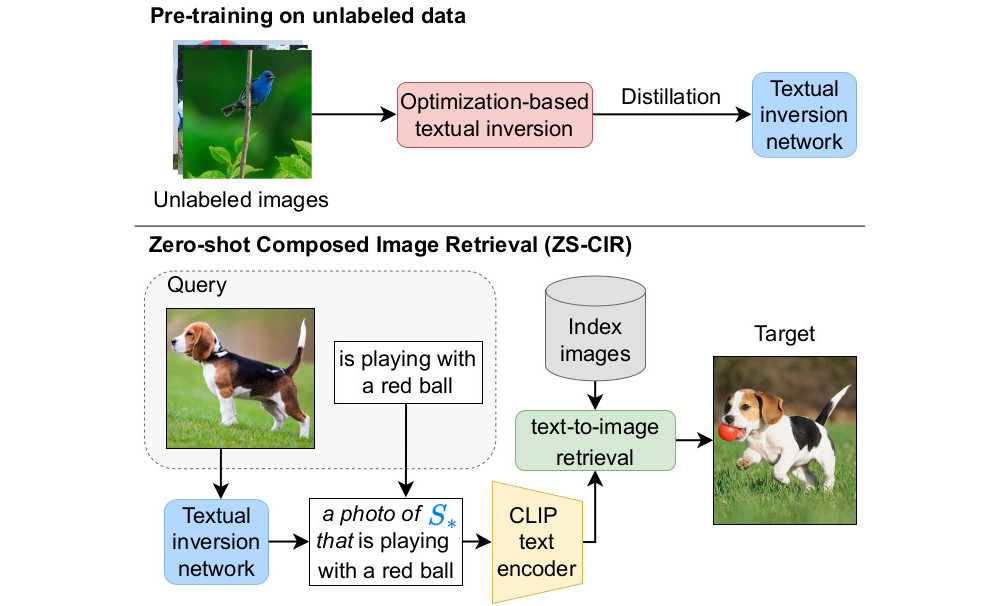 Pre-training on unlabeled data
Optimization-based
textual inversion
Distillation
Textual
inversion
network
Unlabeled images
Zero-shot Composed Image Retrieval (ZS-CIR)
Query
is playing with
a red ball
Index
images
Target
text-to-image
retrieval
Textual
inversion
network
a photo of S*
that is playing
with a red ball
CLIP
text
encoder